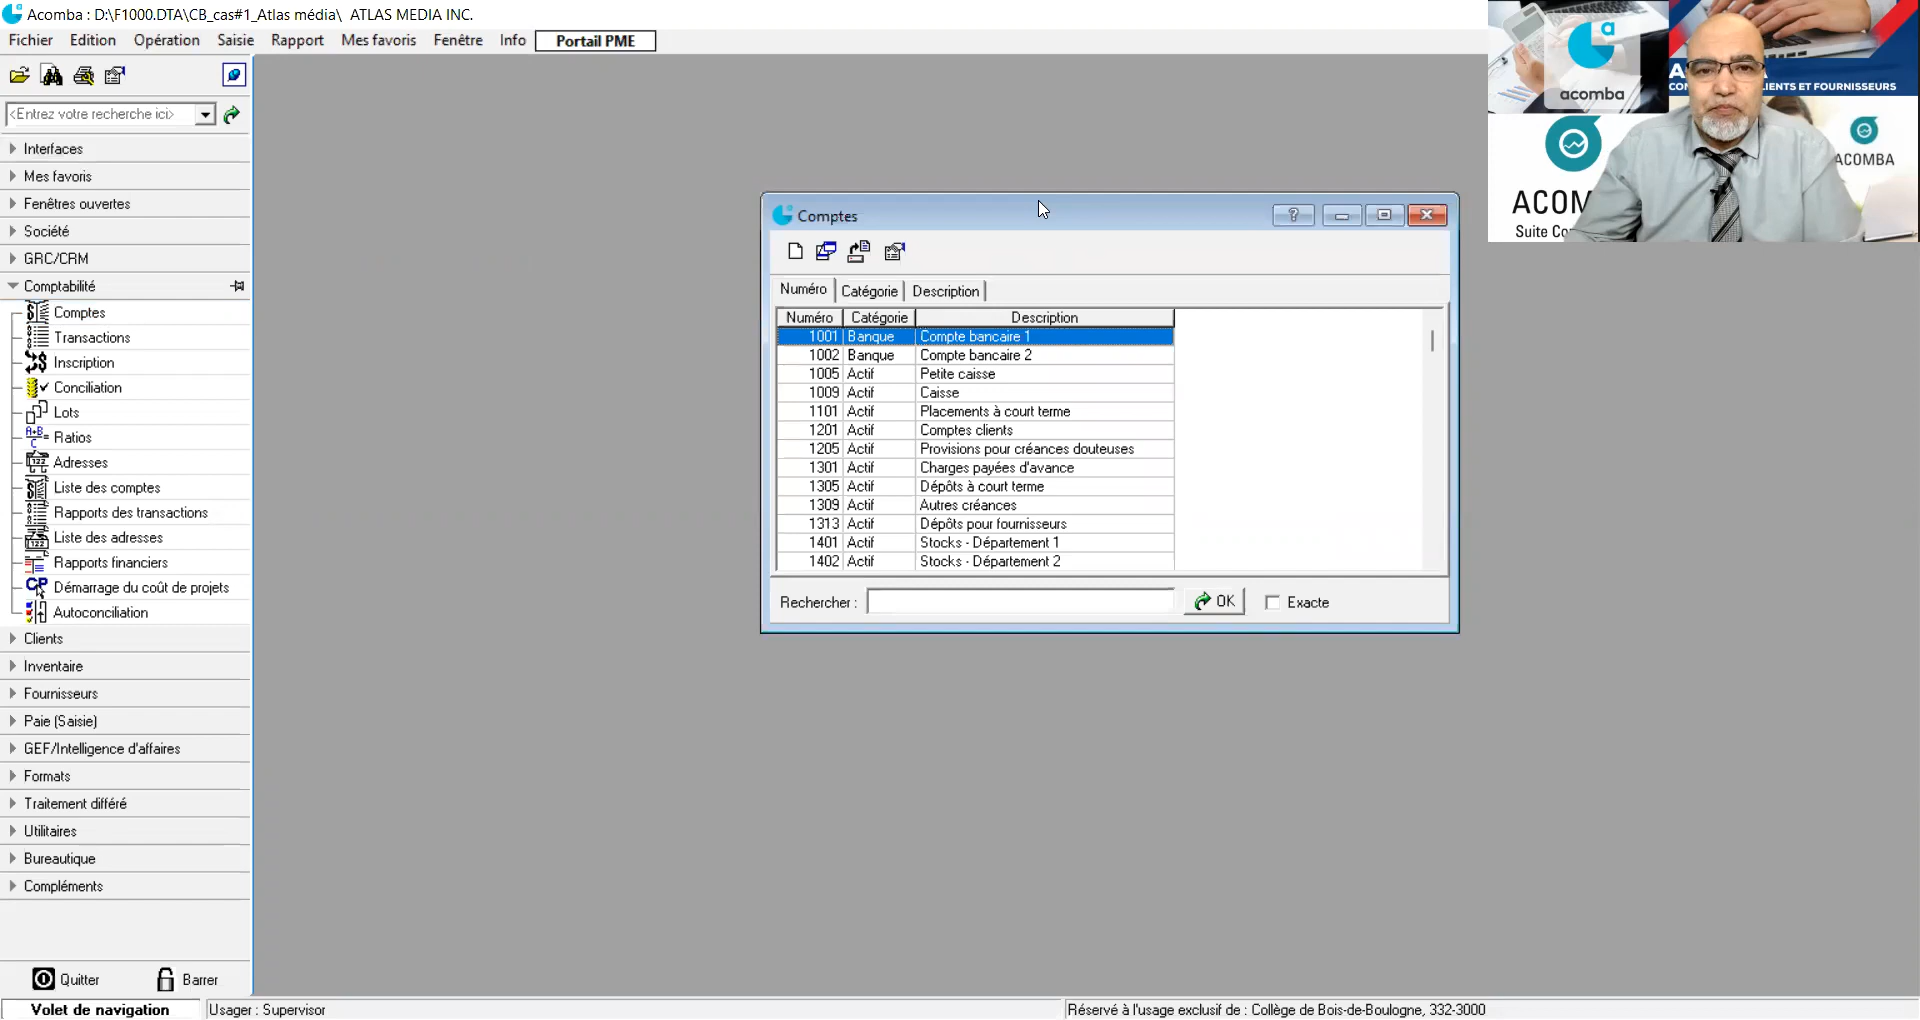 Acomba : D:\F1000.DTA\CB_cas#1_Atlas média\ ATLAS MEDIA INC.
Fichier Edition Opération Saisie Rapport Mes favoris Fenêtre Info Portail PME
<Entrez votre recherche ici>
Interfaces
Mes favoris
Fenêtres ouvertes
Société
GRC/CRM
Comptabilité
Comptes
Transactions
Inscription
Conciliation
Lots
Ratios
Adresses
Liste des comptes
Rapports des transactions
Liste des adresses
Rapports financiers
Démarrage du coût de projets
Autoconciliation
Clients
Inventaire
Fournisseurs
Paie (Saisie)
GEF/Intelligence d'affaires
Formats
Traitement différé
Utilitaires
Bureautique
Compléments
Quitter Barrer
Volet de navigation Usager : Supervisor Réservé à l'usage exclusif de : Collège de Bois-de-Boulogne, 332-3000
Comptes
Numéro Catégorie Description
Numéro Catégorie Description
1001 Banque Compte bancaire 1
1002 Banque Compte bancaire 2
1005 Actif Petite caisse
1009 Actif Caisse
1101 Actif Placements à court terme
1201 Actif Comptes clients
1205 Actif Provisions pour créances douteuses
1301 Actif Charges payées d'avance
1305 Actif Dépôts à court terme
1309 Actif Autres créances
1313 Actif Dépôts pour fournisseurs
1401 Actif Stocks - Département 1
1402 Actif Stocks - Département 2
Rechercher : OK Exacte
acomba
IENTS ET FOURNISSEURS
ACOMBA
Suite